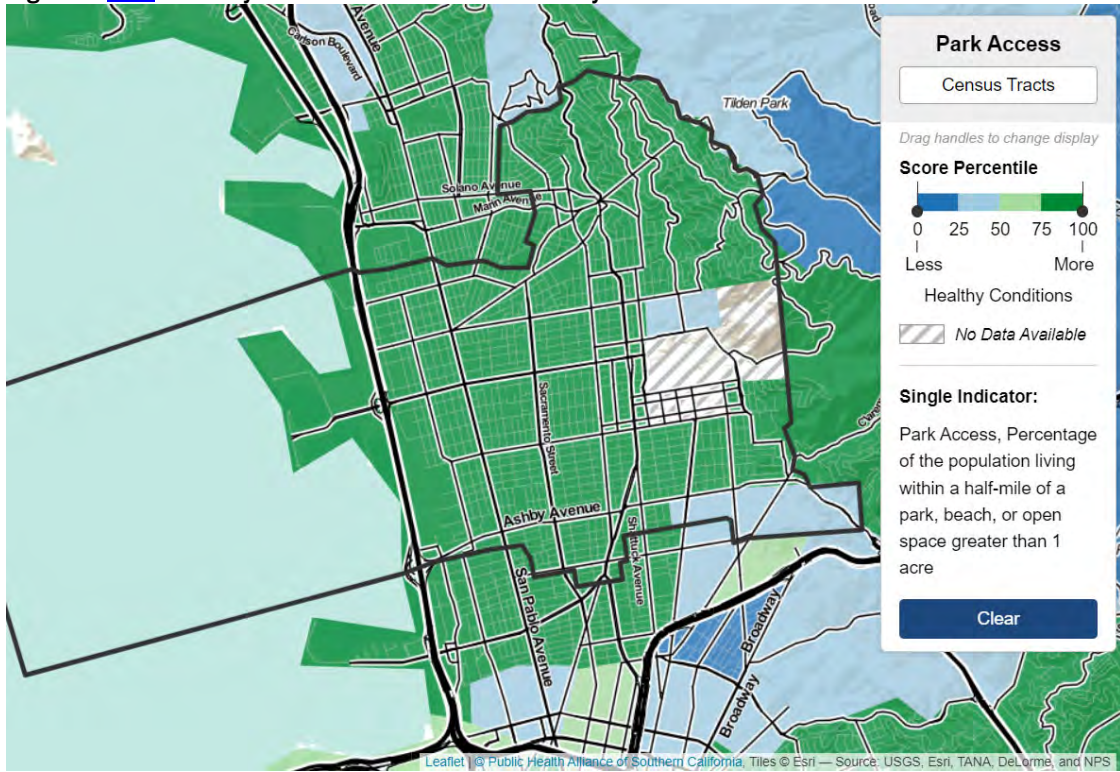 Carlson Boulevard
Avenue
Tilden Park
Solano Avenue
Marin Avenue
Sacramento Street
Ashby Avenue
Shattuck Avenue
San Pablo Avenue
Broadway
Broadway
Park Access
Census Tracts
Drag handles to change display
Score Percentile
0 25 50 75 100
Less More
Healthy Conditions
No Data Available
Single Indicator:
Park Access, Percentage
of the population living
within a half-mile of a
park, beach, or open
space greater than 1
acre
Clear
Leaflet | © Public Health Alliance of Southern California, Tiles © Esri — Source: USGS, Esri, TANA, DeLorme, and NPS